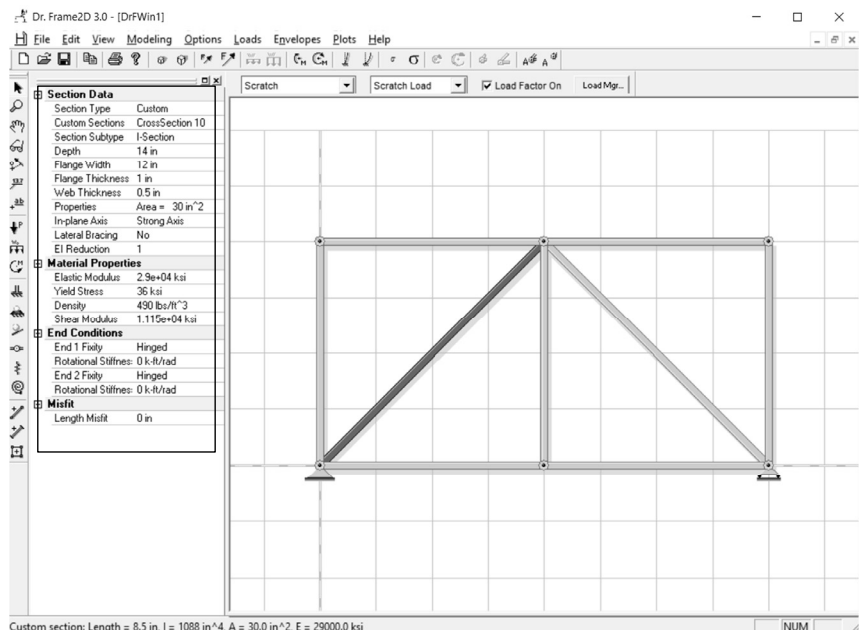 Dr. Frame2D 3.0 - [DrFWin1]
File Edit View Modeling Options Loads Envelopes Plots Help
Scratch
Scratch Load
Load Factor On
Load Mgr...
Section Data
Section Type Custom
Custom Sections CrossSection 10
Section Subtype I-Section
Depth 14 in
Flange Width 12 in
Flange Thickness 1 in
Web Thickness 0.5 in
Properties Area = 30 in^2
In-plane Axis Strong Axis
Lateral Bracing No
EI Reduction 1
Material Properties
Elastic Modulus 2.9e+04 ksi
Yield Stress 36 ksi
Density 490 lbs/ft^3
Shear Modulus 1.115e+04 ksi
End Conditions
End 1 Fixity Hinged
Rotational Stiffnes: 0 k-ft/rad
End 2 Fixity Hinged
Rotational Stiffnes: 0 k-ft/rad
Misfit
Length Misfit 0 in
Custom section: Length = 8.5 in, I = 1088 in^4, A = 30.0 in^2, E = 29000.0 ksi
NUM